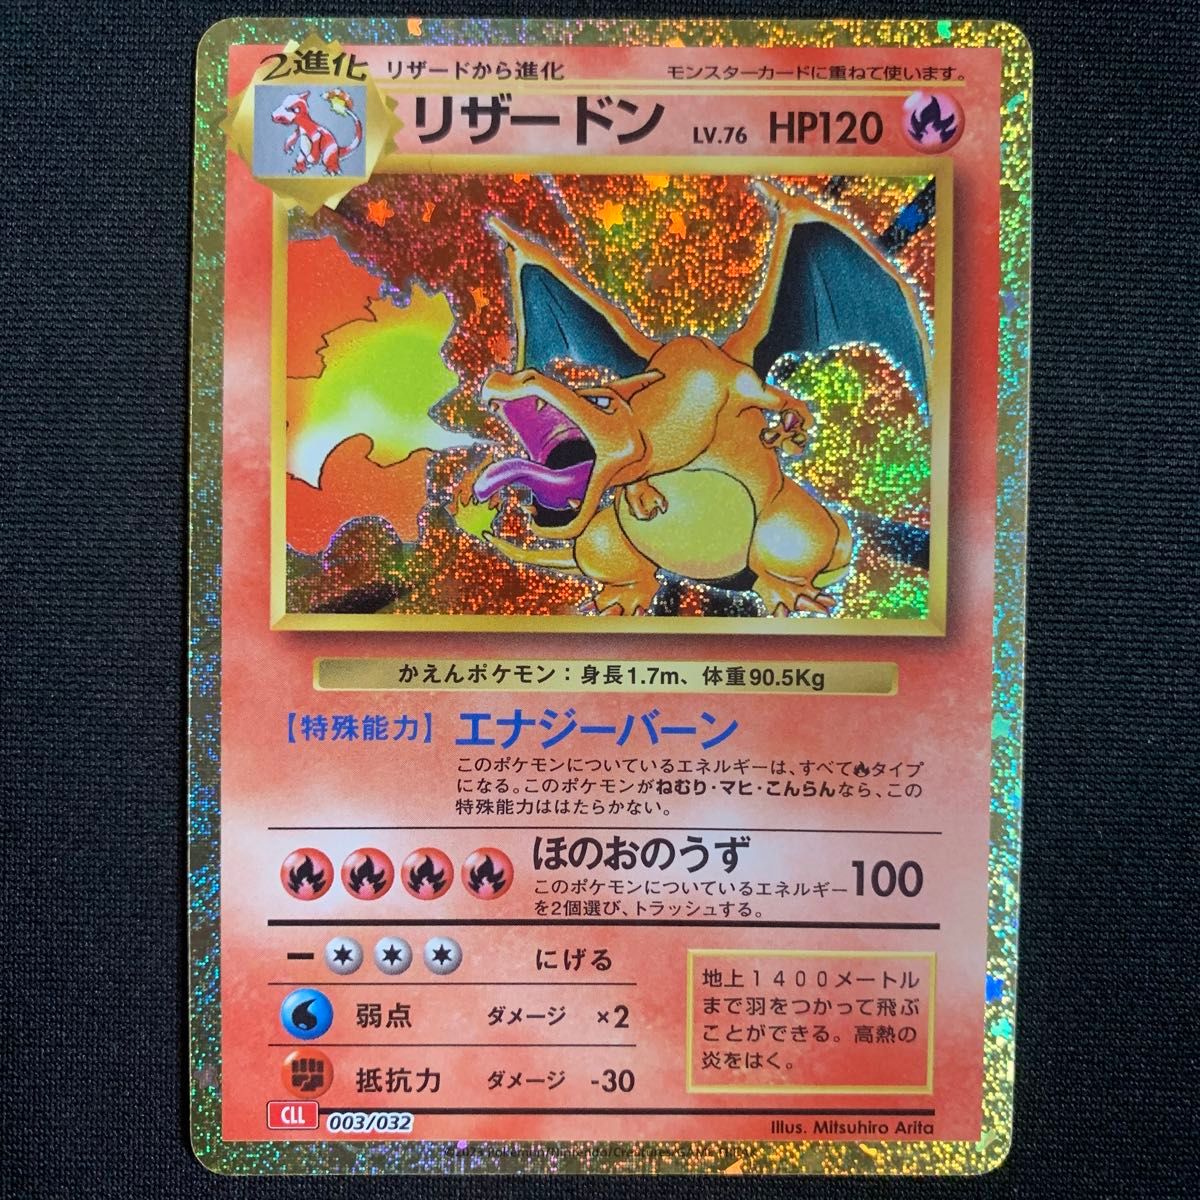 2進化
リザードから進化
モンスターカードに重ねて使います。
リザードン LV.76 HP120
かえんポケモン：身長1.7m、体重90.5Kg
【特殊能力】 エナジーバーン
このポケモンについているエネルギーは、すべて🔥タイプ
になる。このポケモンがねむり・マヒ・こんらんなら、この
特殊能力ははたらかない。
ほのおのうず 100
このポケモンについているエネルギー
を2個選び、トラッシュする。
にげる
弱点 ダメージ ×2
抵抗力 ダメージ -30
地上1400メートル
まで羽をつかって飛ぶ
ことができる。高熱の
炎をはく。
CLL 003/032
Illus. Mitsuhiro Arita
©2023 Pokémon/Nintendo/Creatures/GAME FREAK